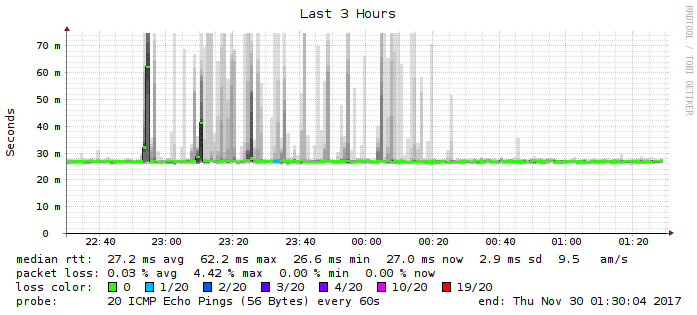 Last 3 Hours
RRDTOOL / TOBI OETIKER
Seconds
70 m
60 m
50 m
40 m
30 m
20 m
10 m
0
22:40 23:00 23:20 23:40 00:00 00:20 00:40 01:00 01:20
median rtt: 27.2 ms avg 62.2 ms max 26.6 ms min 27.0 ms now 2.9 ms sd 9.5 am/s
packet loss: 0.03 % avg 4.42 % max 0.00 % min 0.00 % now
loss color: 0 1/20 2/20 3/20 4/20 10/20 19/20
probe: 20 ICMP Echo Pings (56 Bytes) every 60s end: Thu Nov 30 01:30:04 2017